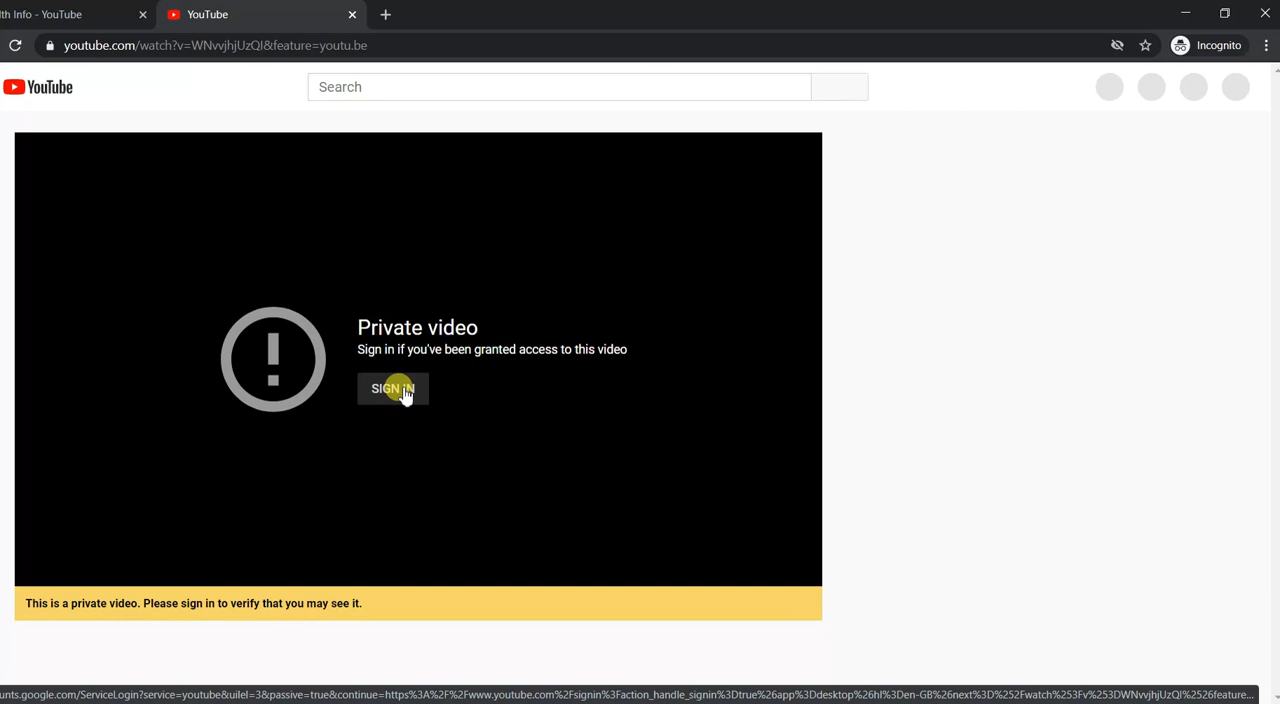 lth Info - YouTube
YouTube
youtube.com/watch?v=WNvvjhjUzQI&feature=youtu.be
Incognito
YouTube
Search
Private video
Sign in if you've been granted access to this video
SIGN IN
This is a private video. Please sign in to verify that you may see it.
unts.google.com/ServiceLogin?service=youtube&uilel=3&passive=true&continue=https%3A%2F%2Fwww.youtube.com%2Fsignin%3Faction_handle_signin%3Dtrue%26app%3Ddesktop%26hl%3Den-GB%26next%3D%252Fwatch%253Fv%253DWNvvjhjUzQI%2526feature...